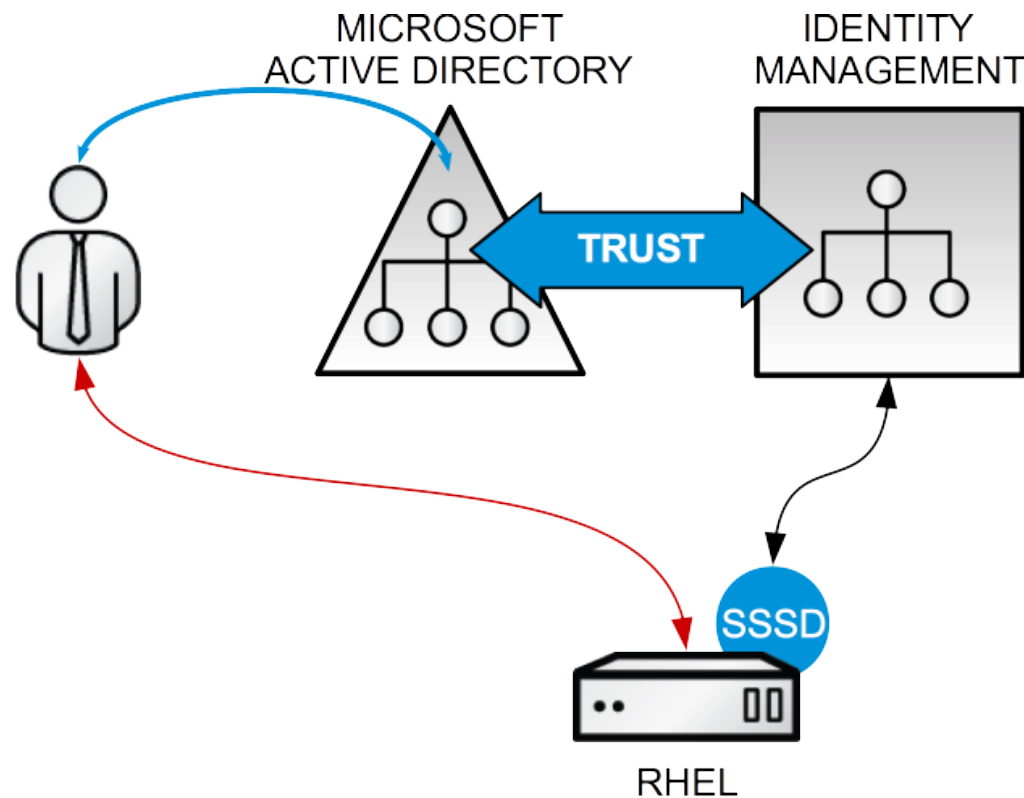 MICROSOFT
ACTIVE DIRECTORY
IDENTITY
MANAGEMENT
TRUST
SSSD
RHEL